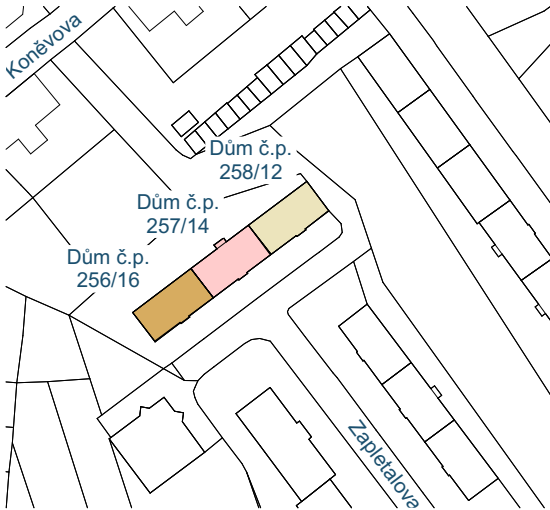 Koněvova
Dům č.p.
258/12
Dům č.p.
257/14
Dům č.p.
256/16
Zapletalova